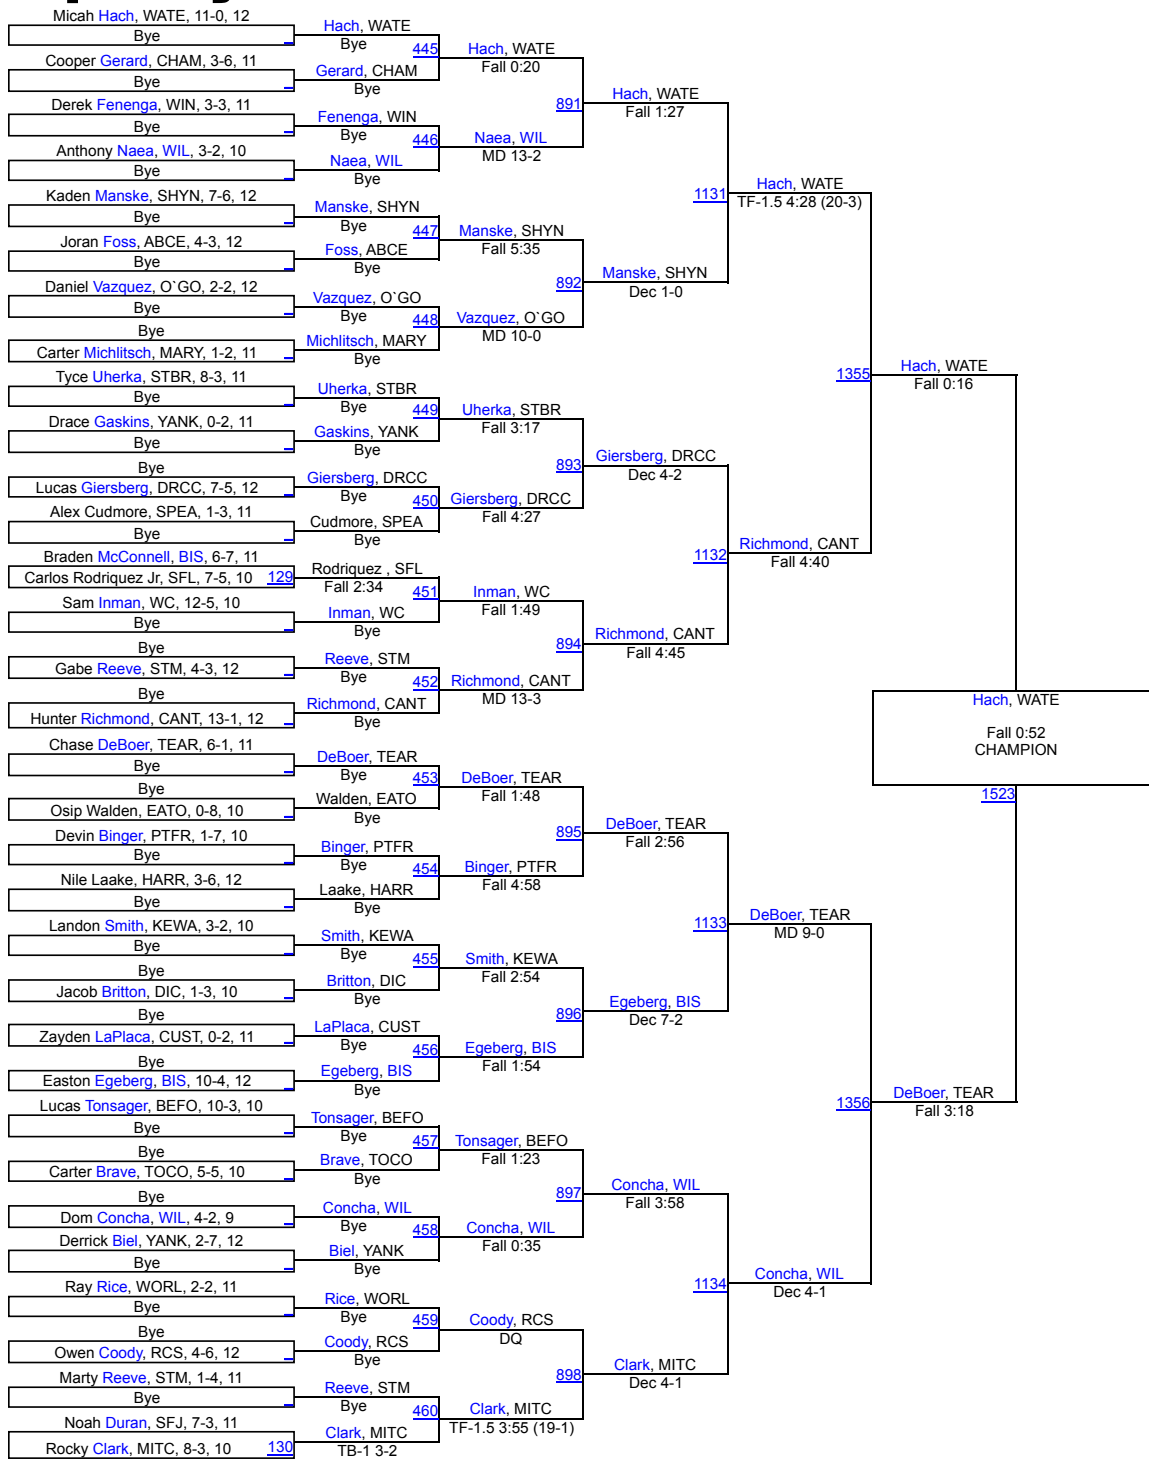 Micah Hach, WATE, 11-0, 12
Bye
Cooper Gerard, CHAM, 3-6, 11
Bye
Derek Fenenga, WIN, 3-3, 11
Bye
Anthony Naea, WIL, 3-2, 10
Bye
Kaden Manske, SHYN, 7-6, 12
Bye
Joran Foss, ABCE, 4-3, 12
Bye
Daniel Vazquez, O`GO, 2-2, 12
Bye
Bye
Carter Michlitsch, MARY, 1-2, 11
Tyce Uherka, STBR, 8-3, 11
Bye
Drace Gaskins, YANK, 0-2, 11
Bye
Bye
Lucas Giersberg, DRCC, 7-5, 12
Alex Cudmore, SPEA, 1-3, 11
Bye
Braden McConnell, BIS, 6-7, 11
Carlos Rodriquez Jr, SFL, 7-5, 10 129
Sam Inman, WC, 12-5, 10
Bye
Bye
Gabe Reeve, STM, 4-3, 12
Bye
Hunter Richmond, CANT, 13-1, 12
Chase DeBoer, TEAR, 6-1, 11
Bye
Bye
Osip Walden, EATO, 0-8, 10
Devin Binger, PTFR, 1-7, 10
Bye
Nile Laake, HARR, 3-6, 12
Bye
Landon Smith, KEWA, 3-2, 10
Bye
Bye
Jacob Britton, DIC, 1-3, 10
Bye
Zayden LaPlaca, CUST, 0-2, 11
Bye
Easton Egeberg, BIS, 10-4, 12
Lucas Tonsager, BEFO, 10-3, 10
Bye
Bye
Carter Brave, TOCO, 5-5, 10
Bye
Dom Concha, WIL, 4-2, 9
Derrick Biel, YANK, 2-7, 12
Bye
Ray Rice, WORL, 2-2, 11
Bye
Bye
Owen Coody, RCS, 4-6, 12
Marty Reeve, STM, 1-4, 11
Bye
Noah Duran, SFJ, 7-3, 11
Rocky Clark, MITC, 8-3, 10 130
Hach, WATE
Bye
445
Gerard, CHAM
Bye
Fenenga, WIN
Bye
446
Naea, WIL
Bye
Manske, SHYN
Bye
447
Foss, ABCE
Bye
Vazquez, O`GO
Bye
448
Michlitsch, MARY
Bye
Uherka, STBR
Bye
449
Gaskins, YANK
Bye
Giersberg, DRCC
Bye
450
Cudmore, SPEA
Bye
Rodriquez , SFL
Fall 2:34
451
Inman, WC
Bye
Reeve, STM
Bye
452
Richmond, CANT
Bye
DeBoer, TEAR
Bye
453
Walden, EATO
Bye
Binger, PTFR
Bye
454
Laake, HARR
Bye
Smith, KEWA
Bye
455
Britton, DIC
Bye
LaPlaca, CUST
Bye
456
Egeberg, BIS
Bye
Tonsager, BEFO
Bye
457
Brave, TOCO
Bye
Concha, WIL
Bye
458
Biel, YANK
Bye
Rice, WORL
Bye
459
Coody, RCS
Bye
Reeve, STM
Bye
460
Clark, MITC
TB-1 3-2
Hach, WATE
Fall 0:20
891
Naea, WIL
MD 13-2
Manske, SHYN
Fall 5:35
892
Vazquez, O`GO
MD 10-0
Uherka, STBR
Fall 3:17
893
Giersberg, DRCC
Fall 4:27
Inman, WC
Fall 1:49
894
Richmond, CANT
MD 13-3
DeBoer, TEAR
Fall 1:48
895
Binger, PTFR
Fall 4:58
Smith, KEWA
Fall 2:54
896
Egeberg, BIS
Fall 1:54
Tonsager, BEFO
Fall 1:23
897
Concha, WIL
Fall 0:35
Coody, RCS
DQ
898
Clark, MITC
TF-1.5 3:55 (19-1)
Hach, WATE
Fall 1:27
1131
Manske, SHYN
Dec 1-0
Giersberg, DRCC
Dec 4-2
1132
Richmond, CANT
Fall 4:45
DeBoer, TEAR
Fall 2:56
1133
Egeberg, BIS
Dec 7-2
Concha, WIL
Fall 3:58
1134
Clark, MITC
Dec 4-1
Hach, WATE
TF-1.5 4:28 (20-3)
1355
Richmond, CANT
Fall 4:40
DeBoer, TEAR
MD 9-0
1356
Concha, WIL
Dec 4-1
Hach, WATE
Fall 0:16
DeBoer, TEAR
Fall 3:18
Hach, WATE
Fall 0:52
CHAMPION
1523